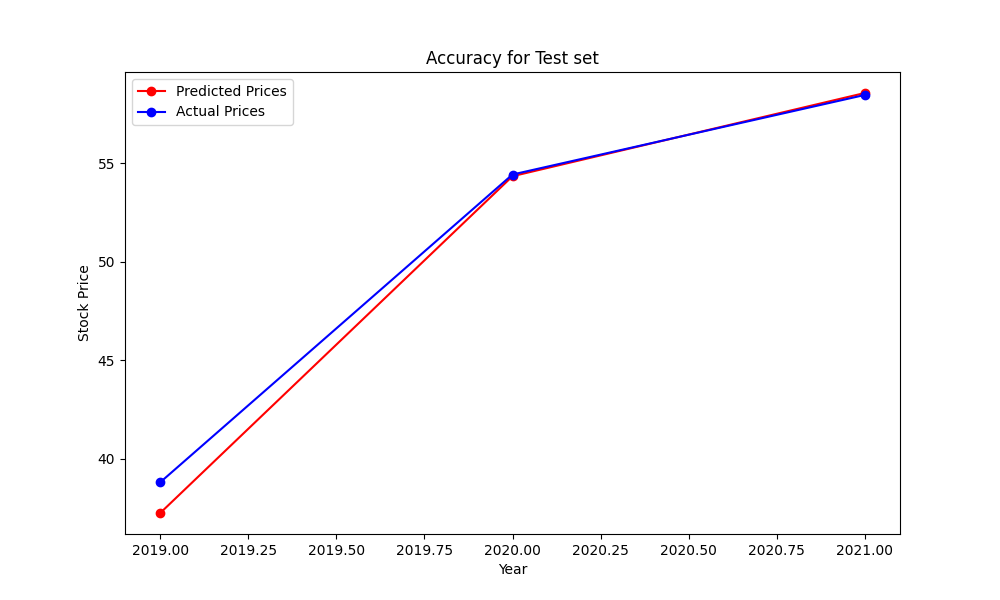 Accuracy for Test set
Predicted Prices
Actual Prices
55
50
45
40
Stock Price
2019.00 2019.25 2019.50 2019.75 2020.00 2020.25 2020.50 2020.75 2021.00
Year